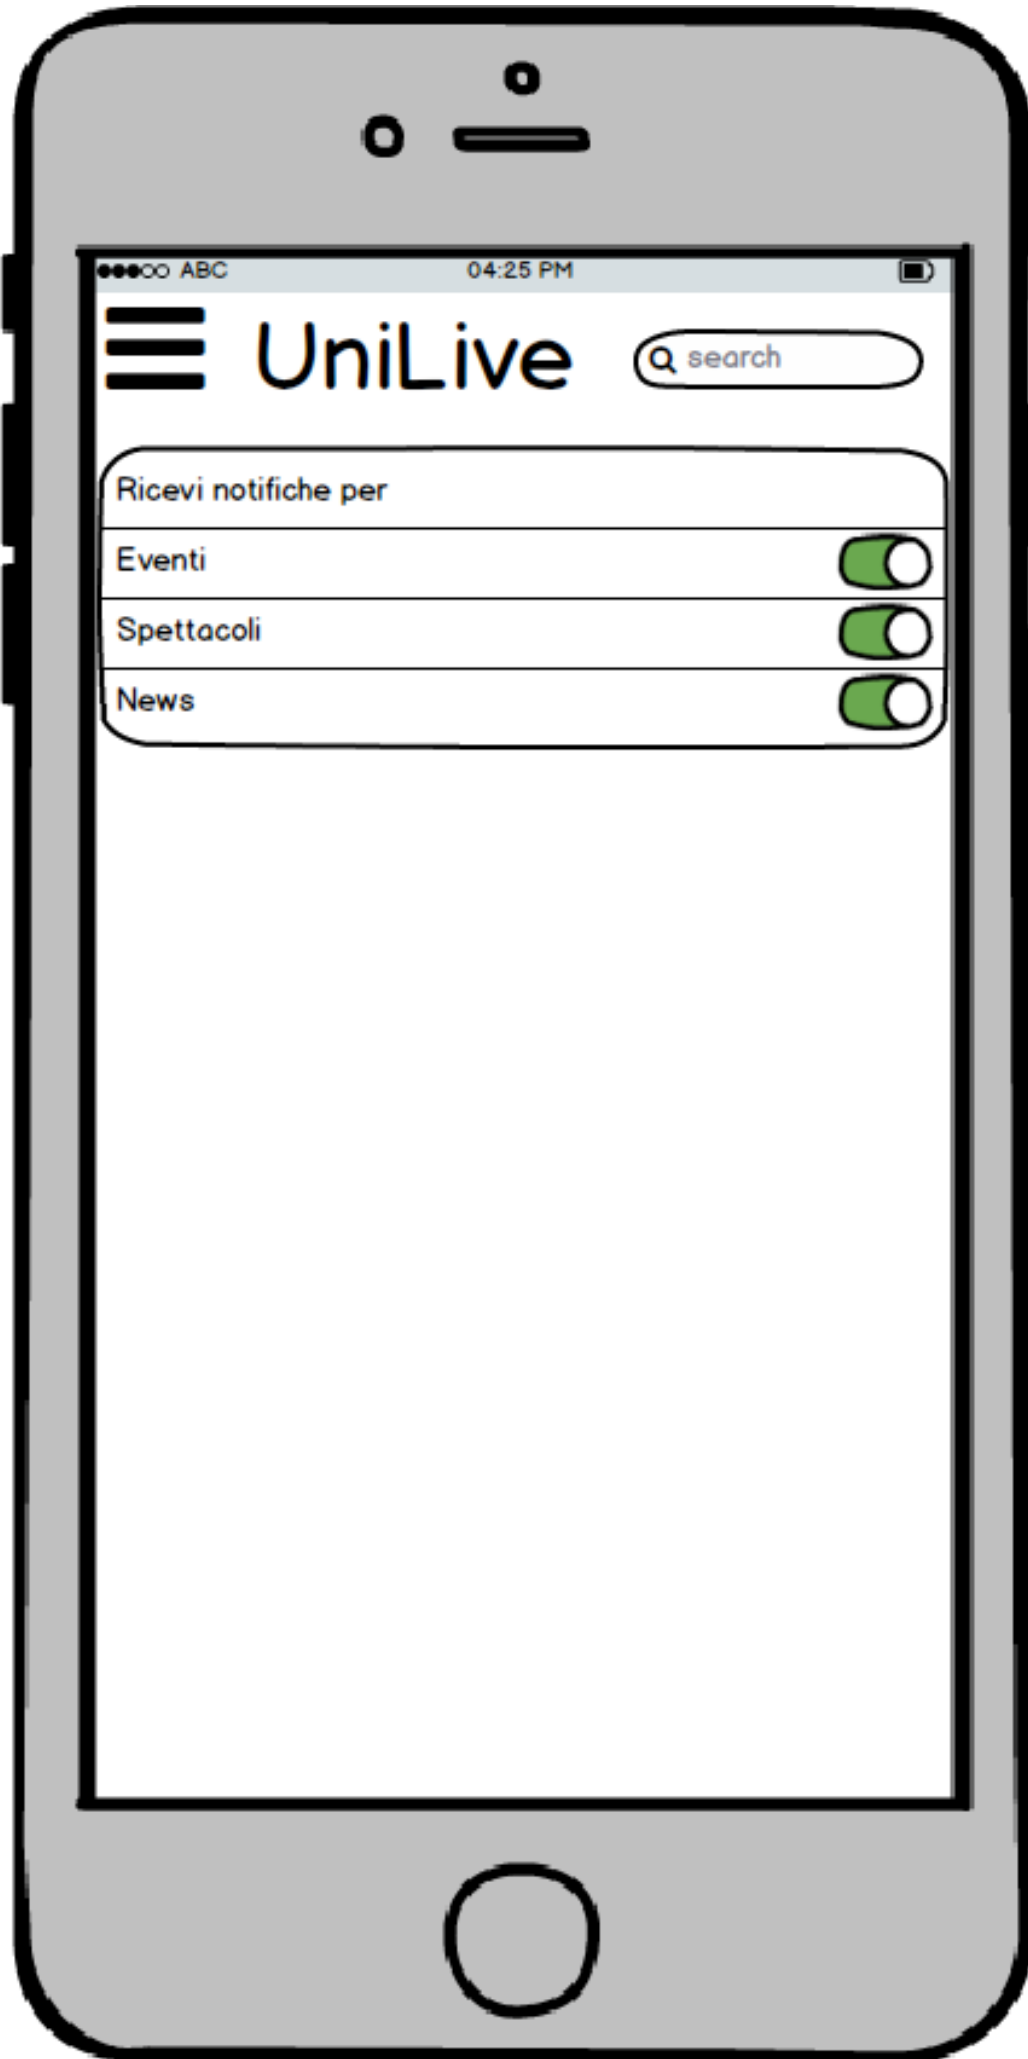 ABC 04:25 PM
UniLive search
Ricevi notifiche per
Eventi
Spettacoli
News